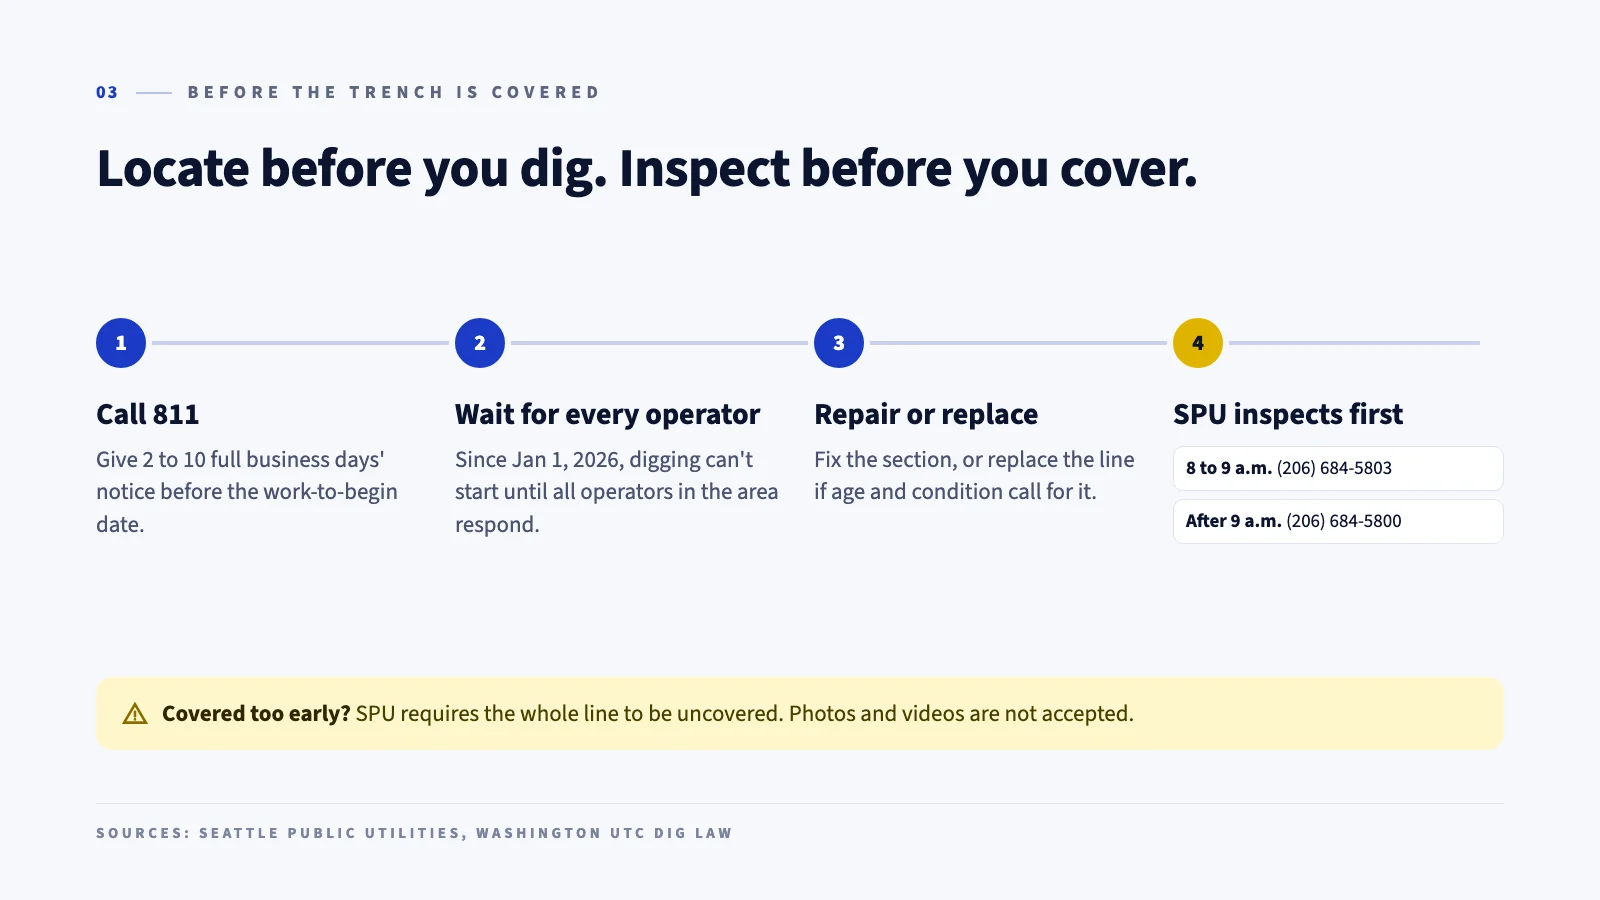 03 BEFORE THE TRENCH IS COVERED
Locate before you dig. Inspect before you cover.
1
Call 811
Give 2 to 10 full business days'
notice before the work-to-begin
date.
2
Wait for every operator
Since Jan 1, 2026, digging can't
start until all operators in the area
respond.
3
Repair or replace
Fix the section, or replace the line
if age and condition call for it.
4
SPU inspects first
8 to 9 a.m. (206) 684-5803
After 9 a.m. (206) 684-5800
Covered too early? SPU requires the whole line to be uncovered. Photos and videos are not accepted.
SOURCES: SEATTLE PUBLIC UTILITIES, WASHINGTON UTC DIG LAW